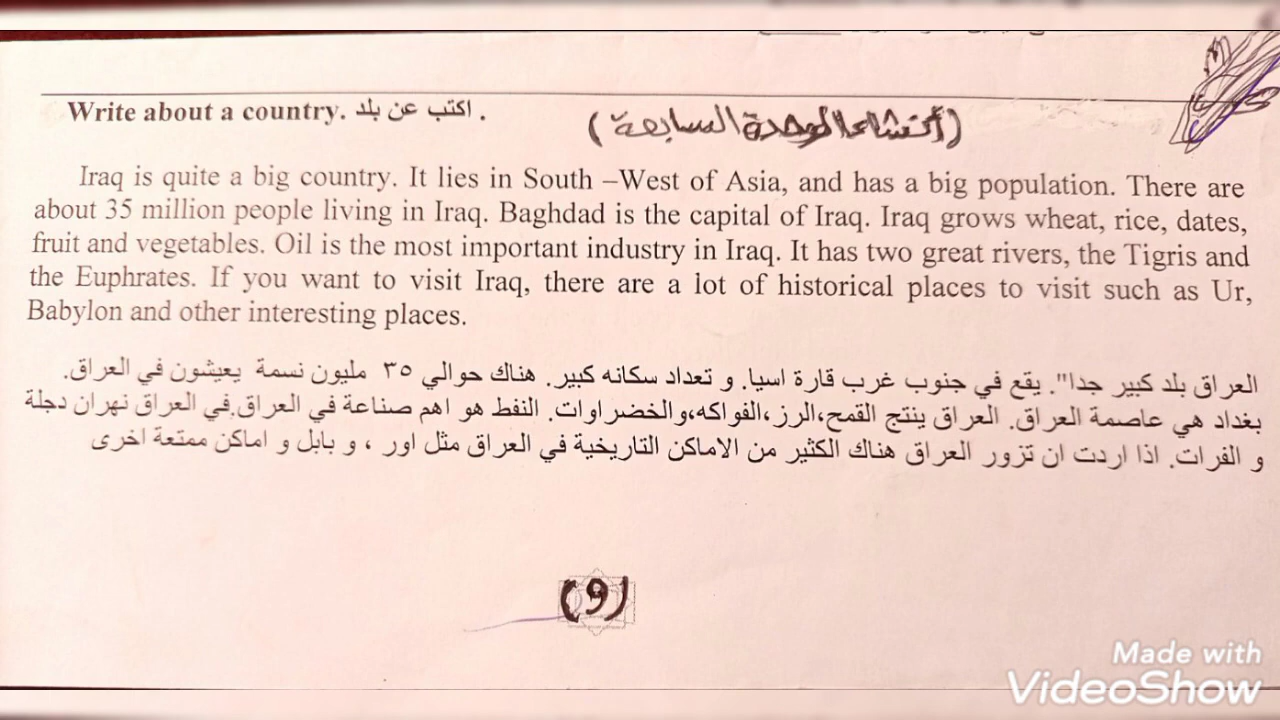 Write about a country. اكتب عن بلد .
(أنشاء الوحدة السابعة)
Iraq is quite a big country. It lies in South –West of Asia, and has a big population. There are
about 35 million people living in Iraq. Baghdad is the capital of Iraq. Iraq grows wheat, rice, dates,
fruit and vegetables. Oil is the most important industry in Iraq. It has two great rivers, the Tigris and
the Euphrates. If you want to visit Iraq, there are a lot of historical places to visit such as Ur,
Babylon and other interesting places.
العراق بلد كبير جدا". يقع في جنوب غرب قارة اسيا. و تعداد سكانه كبير. هناك حوالي ٣٥ مليون نسمة يعيشون في العراق.
بغداد هي عاصمة العراق. العراق ينتج القمح،الرز،الفواكه،والخضراوات. النفط هو اهم صناعة في العراق.في العراق نهران دجلة
و الفرات. اذا اردت ان تزور العراق هناك الكثير من الاماكن التاريخية في العراق مثل اور ، و بابل و اماكن ممتعة اخرى
(9)
Made with
VideoShow